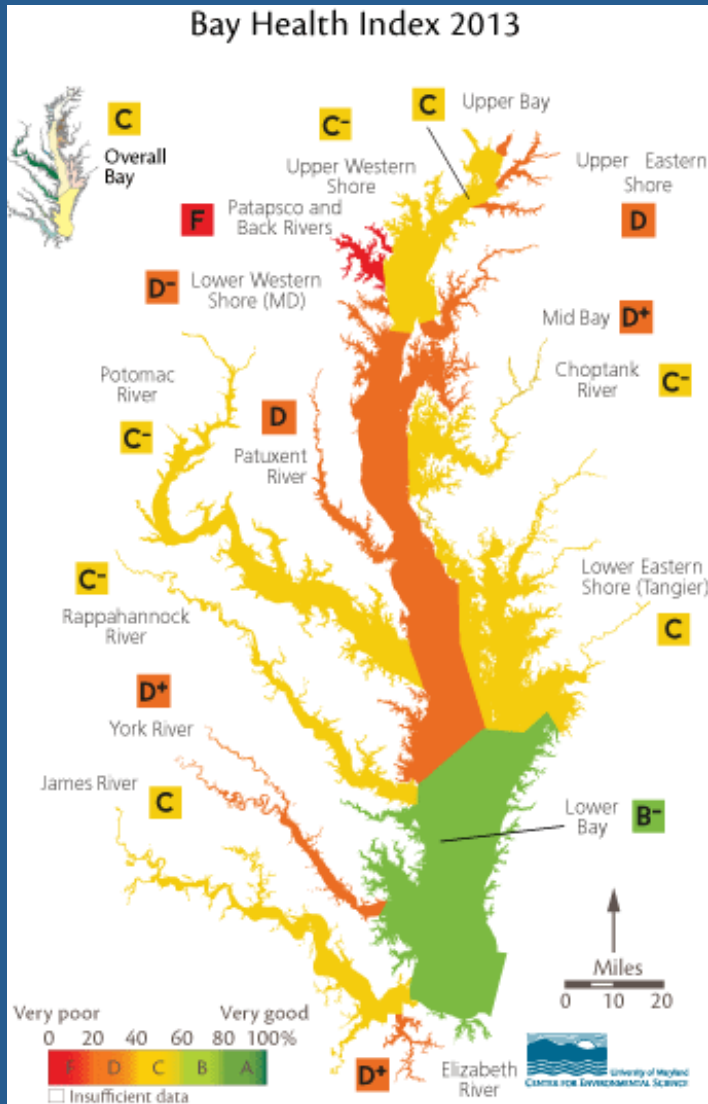 Bay Health Index 2013
C
Overall
Bay
C
Upper Bay
C-
Upper Western
Shore
Upper Eastern
Shore
D
F
Patapsco and
Back Rivers
D-
Lower Western
Shore (MD)
Mid Bay
D+
Choptank
River
C-
Potomac
River
C-
D
Patuxent
River
C-
Rappahannock
River
Lower Eastern
Shore (Tangier)
C
D+
York River
James River
C
Lower
Bay
B-
Miles
0 10 20
Very poor Very good
0 20 40 60 80 100%
F D C B A
Insufficient data
D+
Elizabeth
River
University of Maryland
CENTER FOR ENVIRONMENTAL SCIENCE